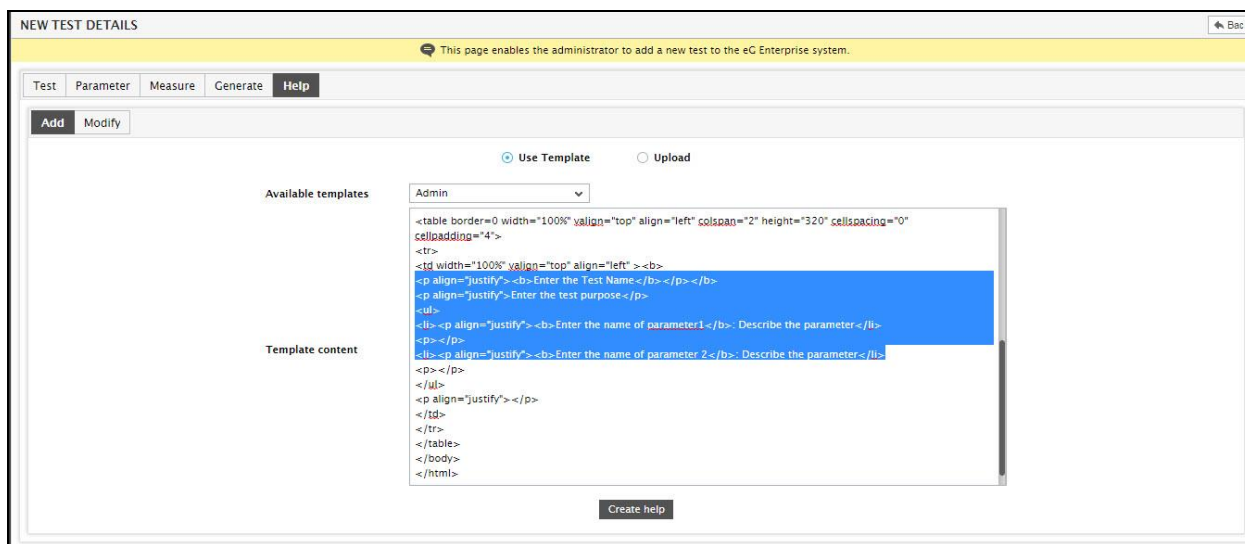 NEW TEST DETAILS
Bac
This page enables the administrator to add a new test to the eG Enterprise system.
Test Parameter Measure Generate Help
Add Modify
Use Template Upload
Available templates Admin
<table border=0 width="100%" valign="top" align="left" colspan="2" height="320" cellspacing="0"
cellpadding="4">
<tr>
<td width="100%" valign="top" align="left" ><b>
<p align="justify"><b>Enter the Test Name</b></p></b>
<p align="justify">Enter the test purpose</p>
<ul>
<li><p align="justify"><b>Enter the name of parameter1</b>: Describe the parameter</li>
<p></p>
Template content
<li><p align="justify"><b>Enter the name of parameter 2</b>: Describe the parameter</li>
<p></p>
</ul>
<p align="justify"></p>
</td>
</tr>
</table>
</body>
</html>
Create help